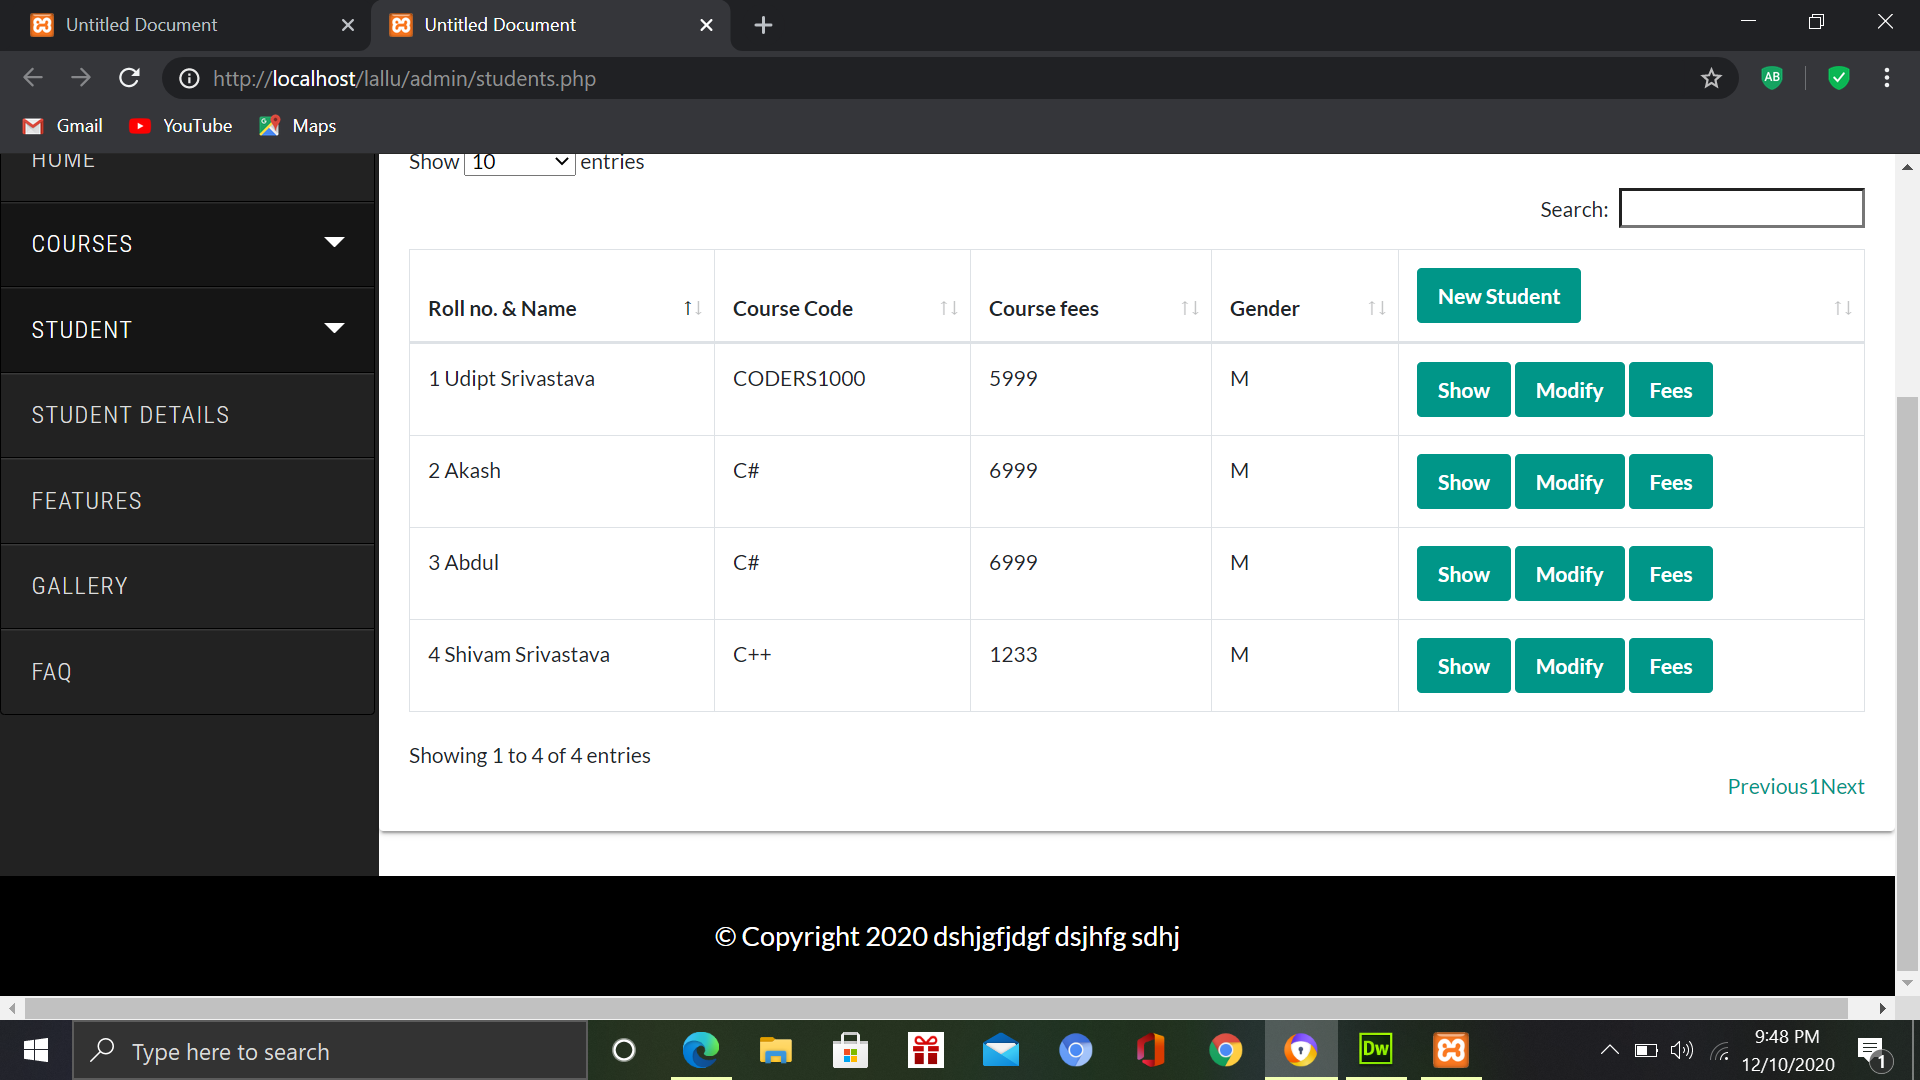 Untitled Document
Untitled Document
http://localhost/lallu/admin/students.php
AB
Gmail YouTube Maps
HOME
COURSES
STUDENT
STUDENT DETAILS
FEATURES
GALLERY
FAQ
Show 10 entries
Search:
Roll no. & Name Course Code Course fees Gender New Student
1 Udipt Srivastava CODERS1000 5999 M Show Modify Fees
2 Akash C# 6999 M Show Modify Fees
3 Abdul C# 6999 M Show Modify Fees
4 Shivam Srivastava C++ 1233 M Show Modify Fees
Showing 1 to 4 of 4 entries
Previous1Next
© Copyright 2020 dshjgfjdgf dsjhfg sdhj
Type here to search
Dw
9:48 PM
12/10/2020
1